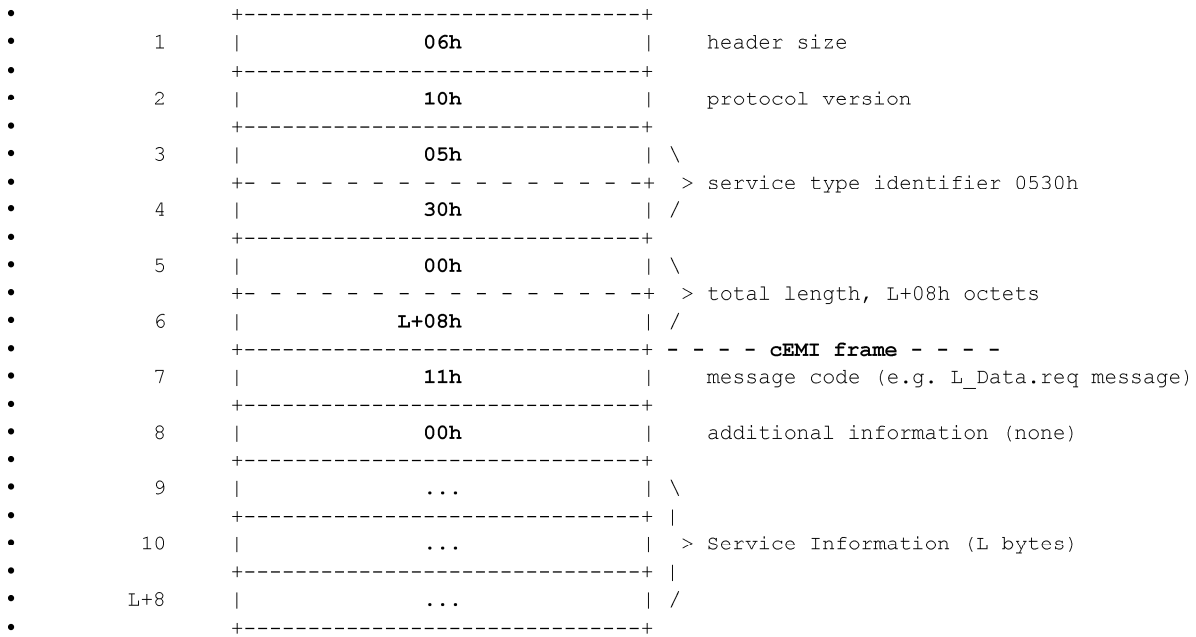 • +--------------------------------+
• 1 | 06h | header size
• +--------------------------------+
• 2 | 10h | protocol version
• +--------------------------------+
• 3 | 05h | \
• +- - - - - - - - - - - - - - - - -+ > service type identifier 0530h
• 4 | 30h | /
• +--------------------------------+
• 5 | 00h | \
• +- - - - - - - - - - - - - - - - -+ > total length, L+08h octets
• 6 | L+08h | /
• +--------------------------------+ - - - - cEMI frame - - - -
• 7 | 11h | message code (e.g. L_Data.req message)
• +--------------------------------+
• 8 | 00h | additional information (none)
• +--------------------------------+
• 9 | ... | \
• +--------------------------------+ |
• 10 | ... | > Service Information (L bytes)
• +--------------------------------+ |
• L+8 | ... | /
• +--------------------------------+